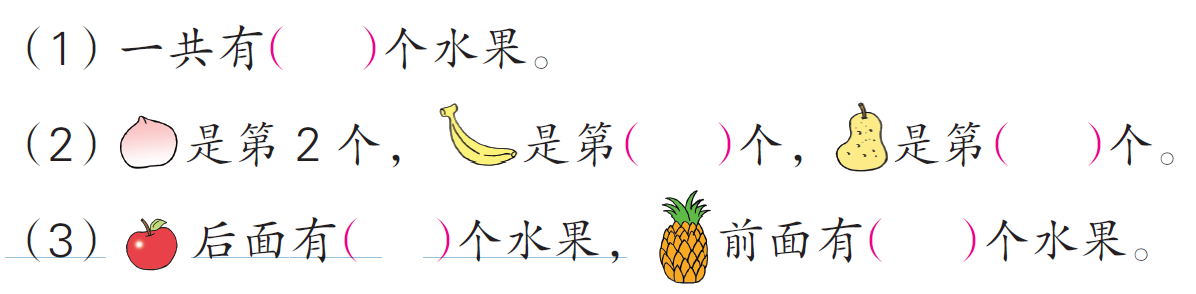 (1)一共有(  )个水果。
(2)是第2个,是第(  )个,是第(  )个。
(3)后面有(  )个水果,前面有(  )个水果。